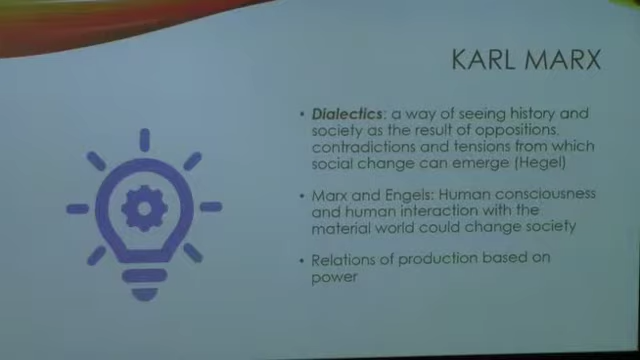 KARL MARX
• Dialectics: a way of seeing history and
society as the result of oppositions,
contradictions and tensions from which
social change can emerge (Hegel)
• Marx and Engels: Human consciousness
and human interaction with the
material world could change society
• Relations of production based on
power